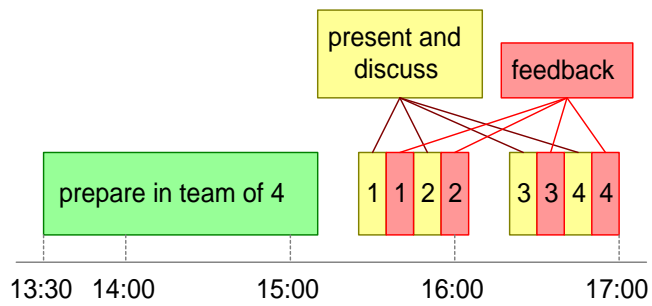 present and
discuss
feedback
prepare in team of 4
1 1 2 2 3 3 4 4
13:30 14:00 15:00 16:00 17:00